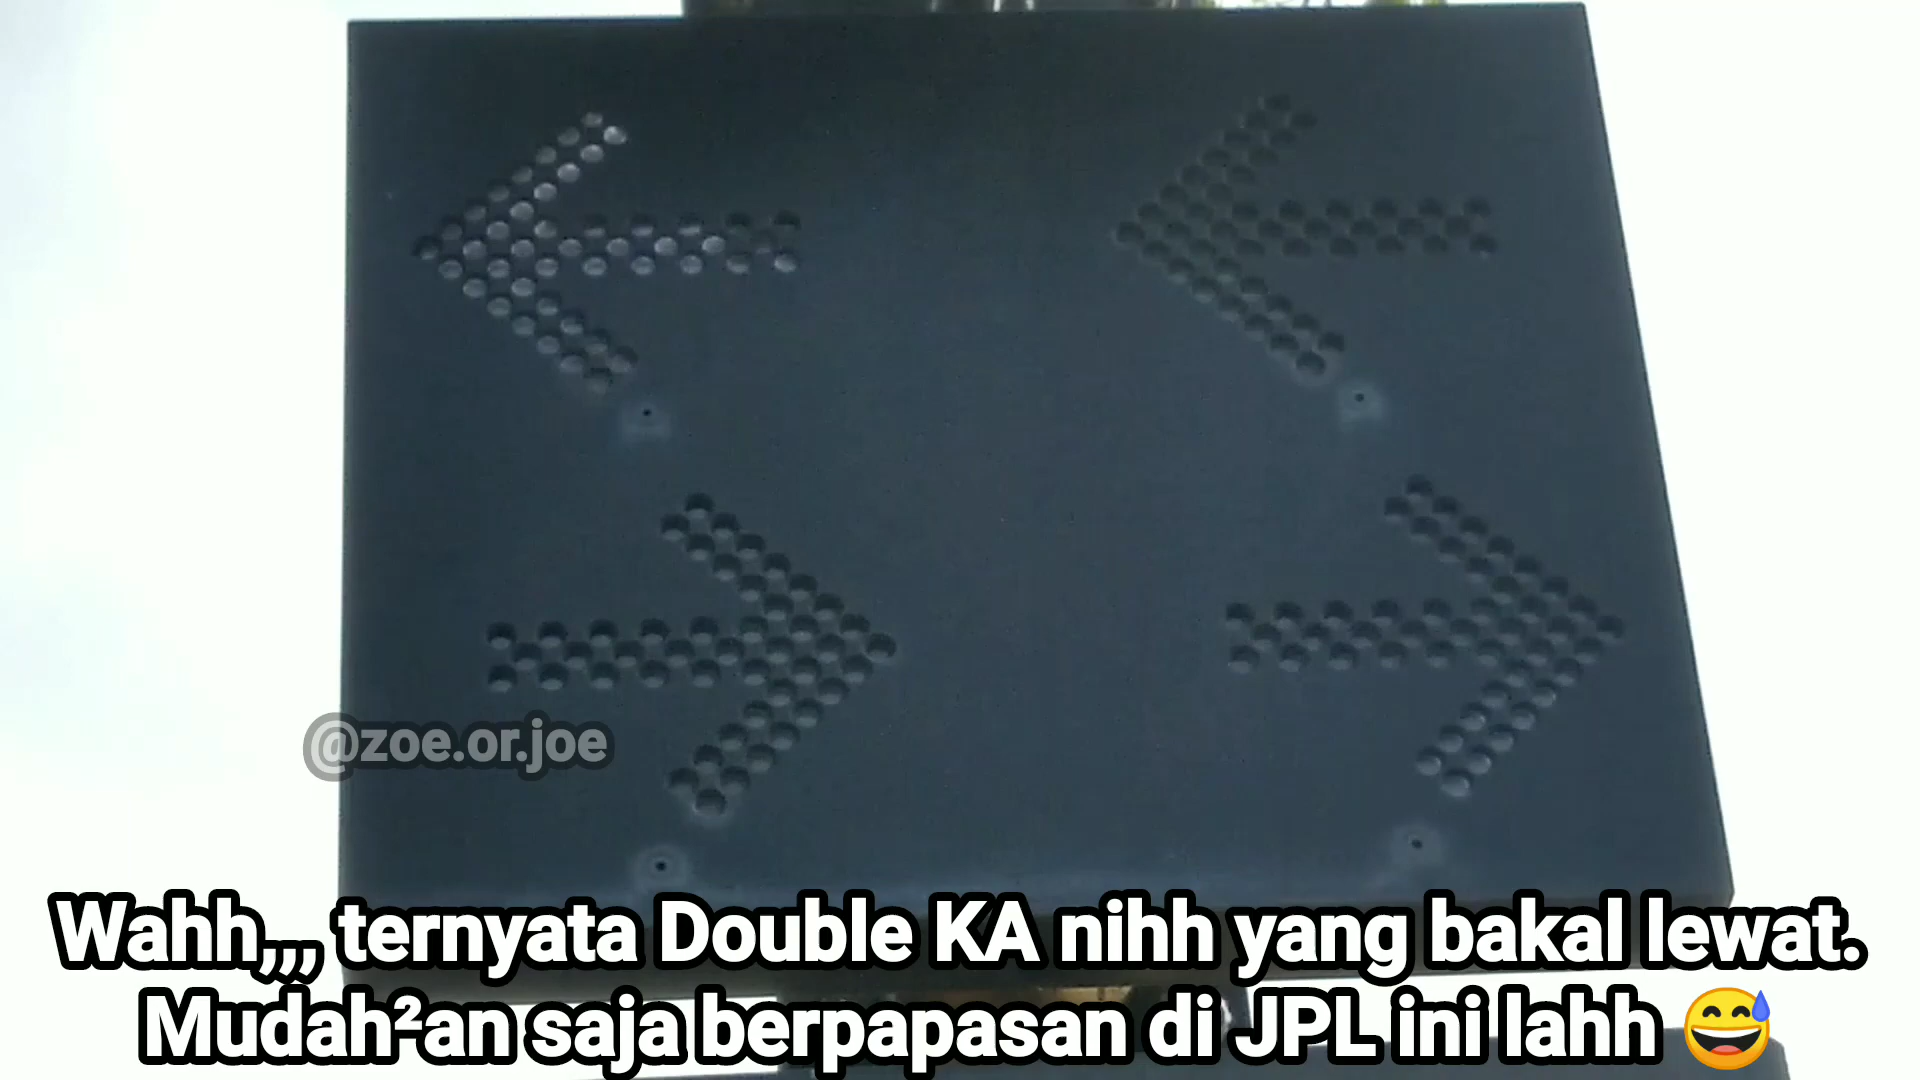 @zoe.or.joe
Wahh,,, ternyata Double KA nihh yang bakal lewat.
Mudah²an saja berpapasan di JPL ini lahh 😅